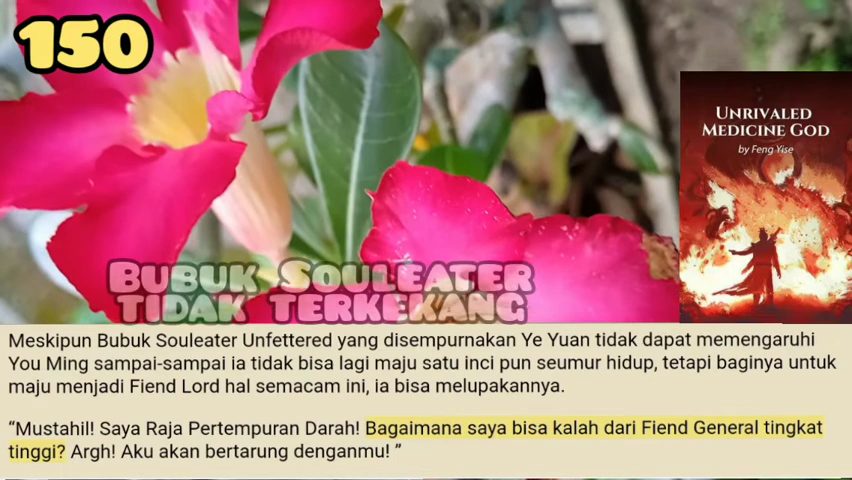 150
UNRIVALED
MEDICINE GOD
by Feng Yise
BUBUK SOULEATER
TIDAK TERKEKANG
Meskipun Bubuk Souleater Unfettered yang disempurnakan Ye Yuan tidak dapat memengaruhi
You Ming sampai-sampai ia tidak bisa lagi maju satu inci pun seumur hidup, tetapi baginya untuk
maju menjadi Fiend Lord hal semacam ini, ia bisa melupakannya.
“Mustahil! Saya Raja Pertempuran Darah! Bagaimana saya bisa kalah dari Fiend General tingkat
tinggi? Argh! Aku akan bertarung denganmu! ”